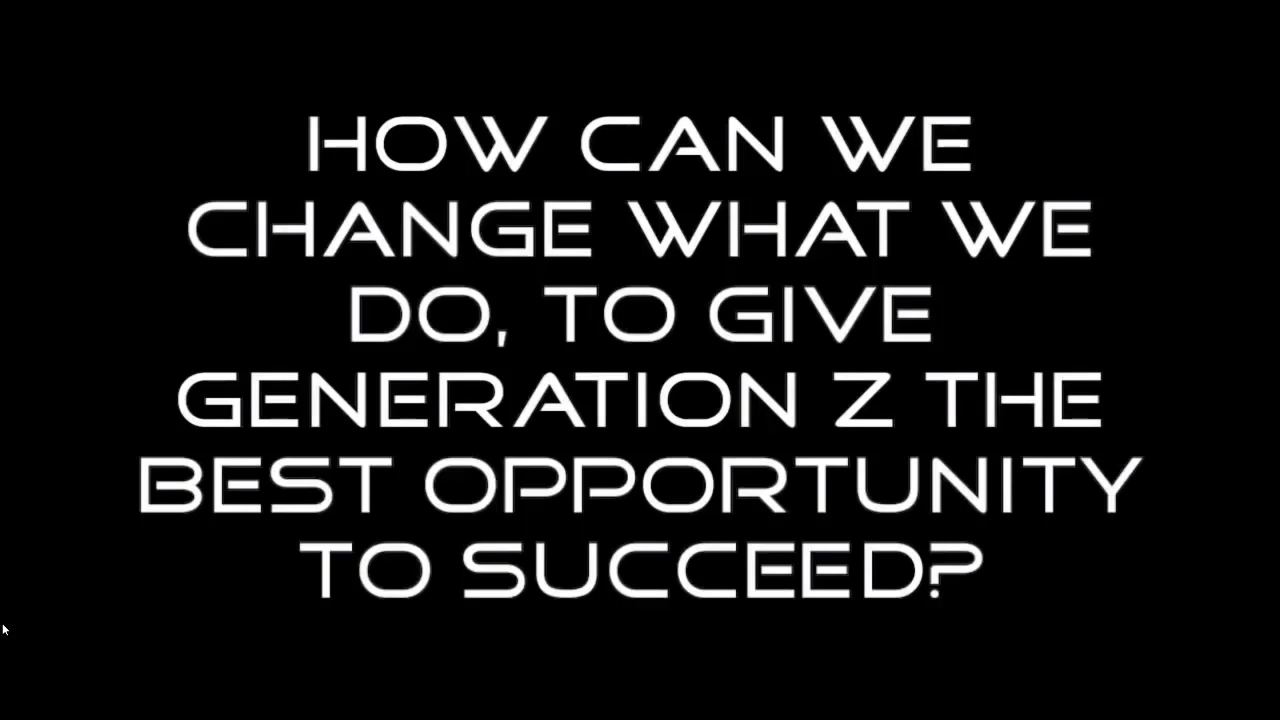 HOW CAN WE
CHANGE WHAT WE
DO, TO GIVE
GENERATION Z THE
BEST OPPORTUNITY
TO SUCCEED?